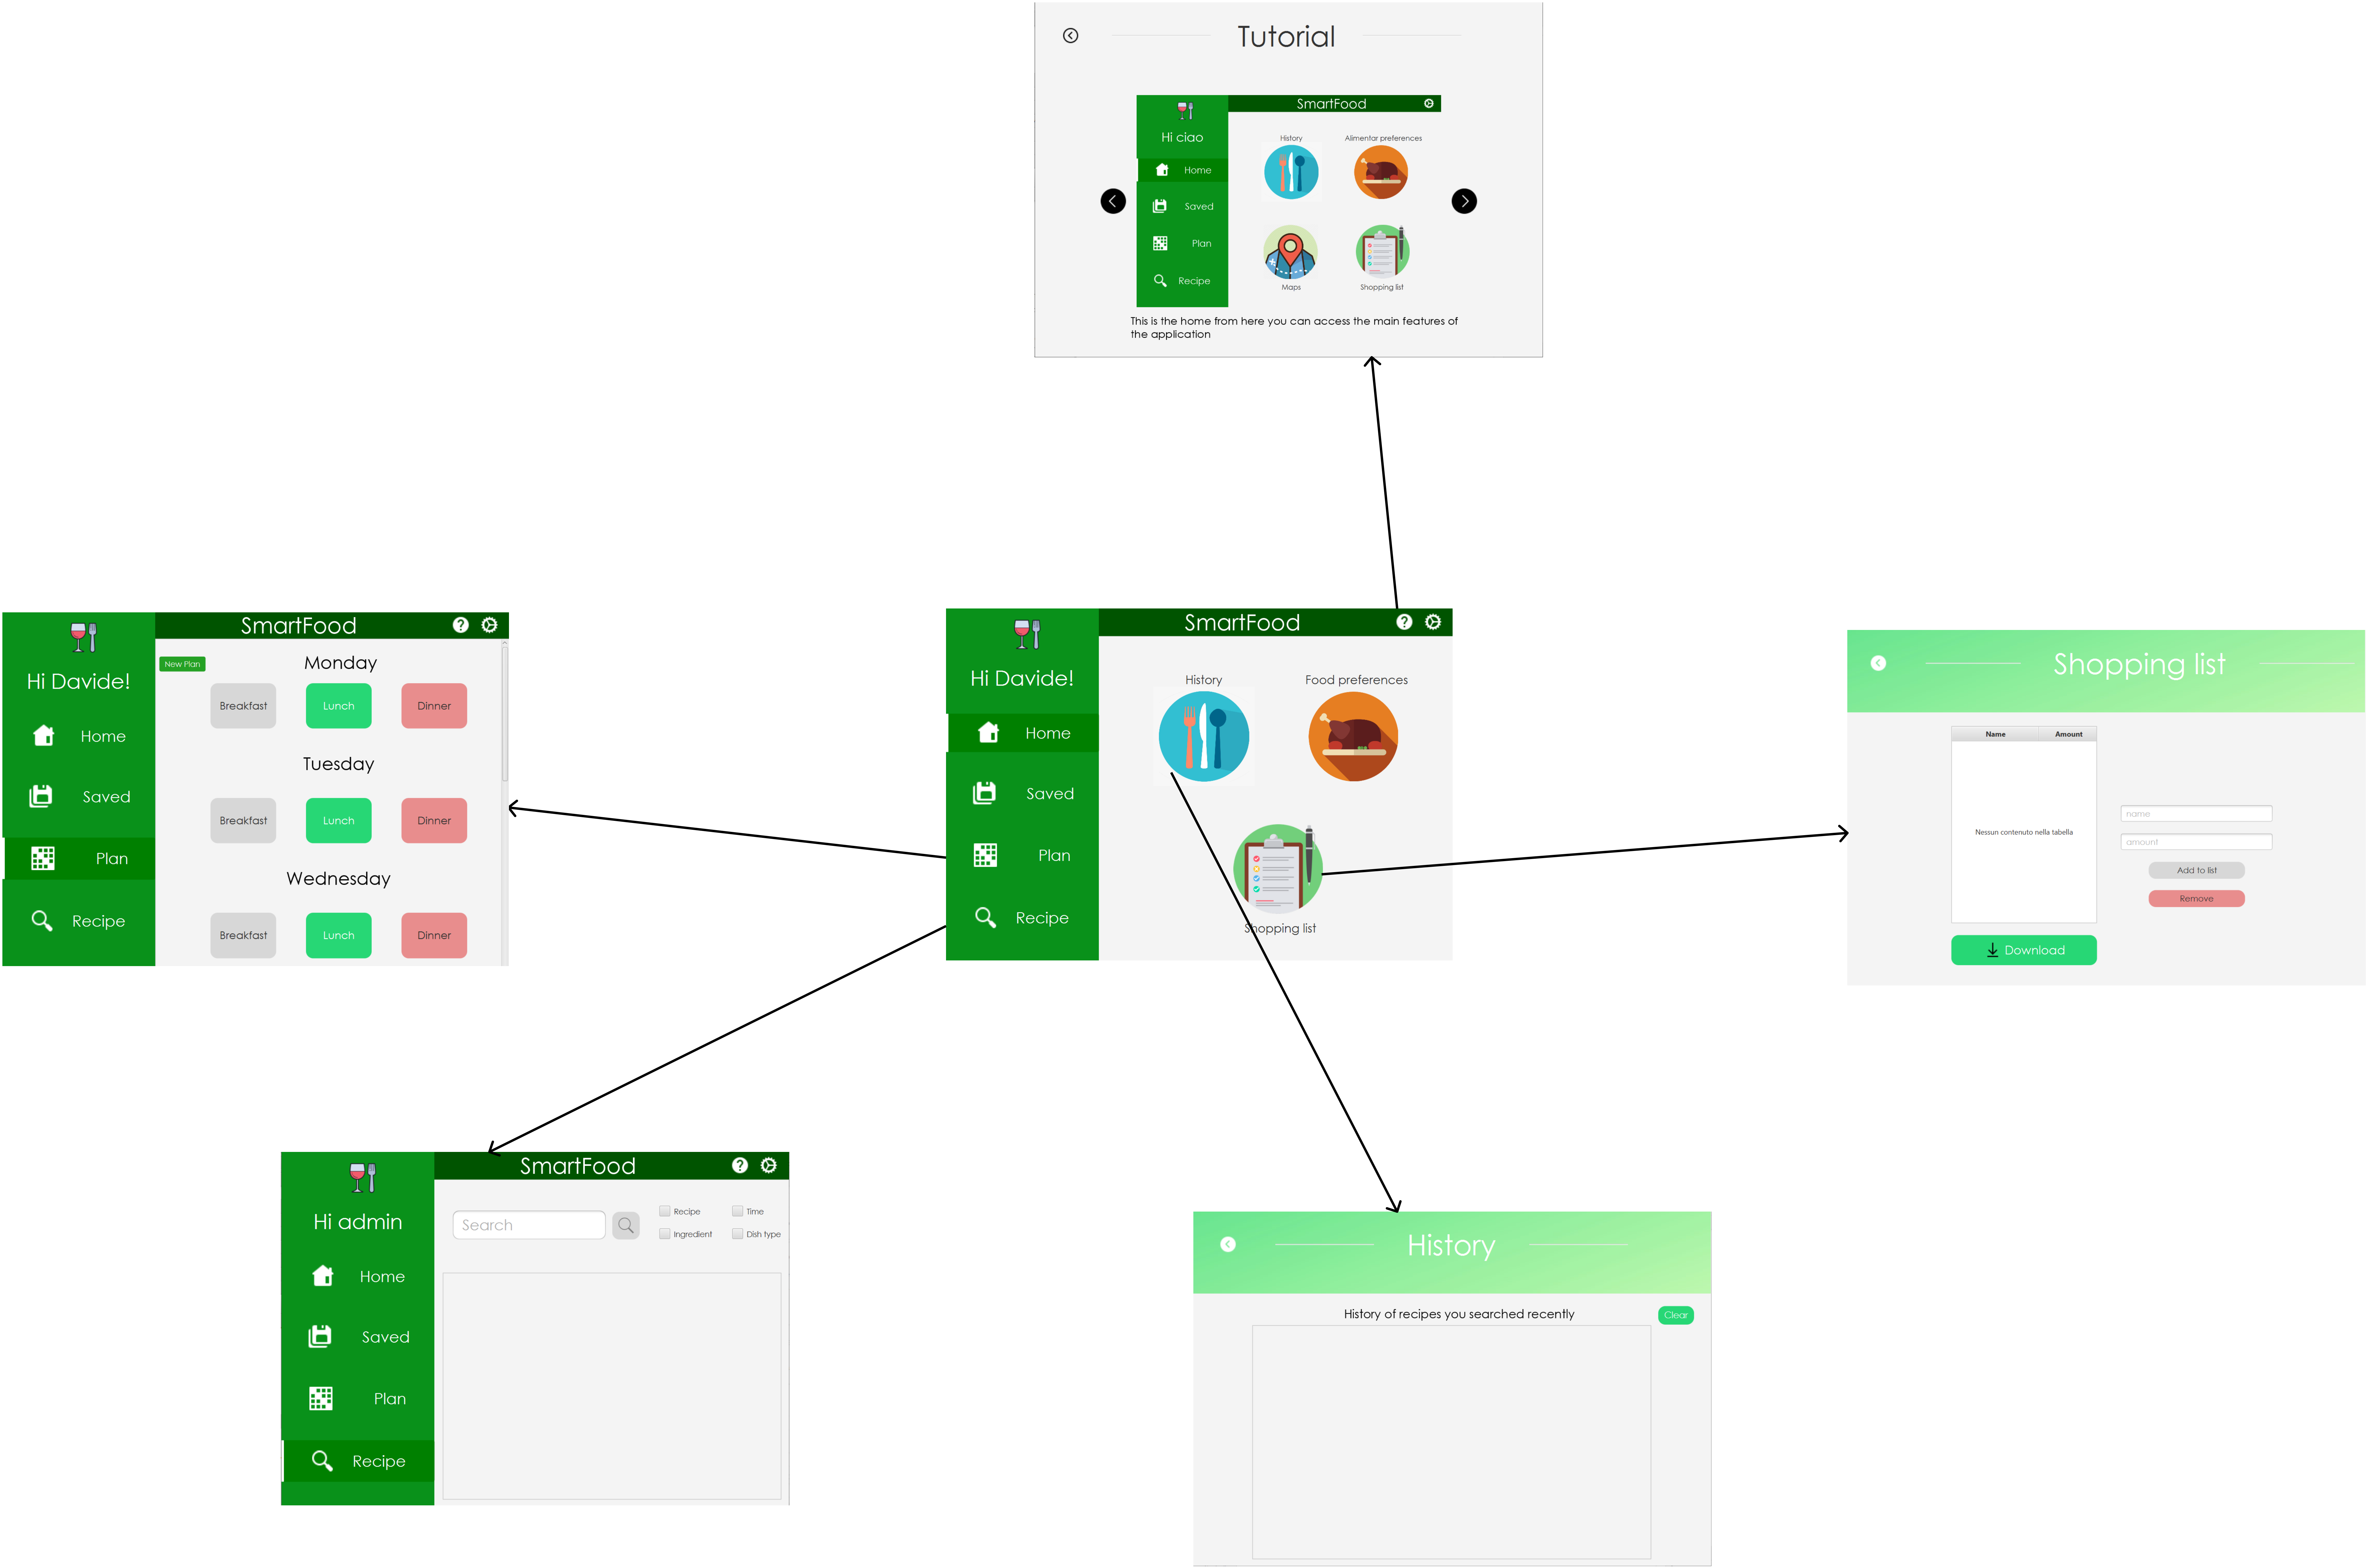 Tutorial
SmartFood
Hi ciao
Home
Saved
Plan
Recipe
History
Alimentar preferences
Maps
Shopping list
This is the home from here you can access the main features of
the application
SmartFood
Hi Davide!
Home
Saved
Plan
Recipe
New Plan
Monday
Breakfast
Lunch
Dinner
Tuesday
Breakfast
Lunch
Dinner
Wednesday
Breakfast
Lunch
Dinner
SmartFood
Hi Davide!
Home
Saved
Plan
Recipe
History
Food preferences
Shopping list
Shopping list
Name
Amount
Nessun contenuto nella tabella
name
amount
Add to list
Remove
Download
SmartFood
Hi admin
Home
Saved
Plan
Recipe
Search
Recipe
Time
Ingredient
Dish type
History
History of recipes you searched recently
Clear